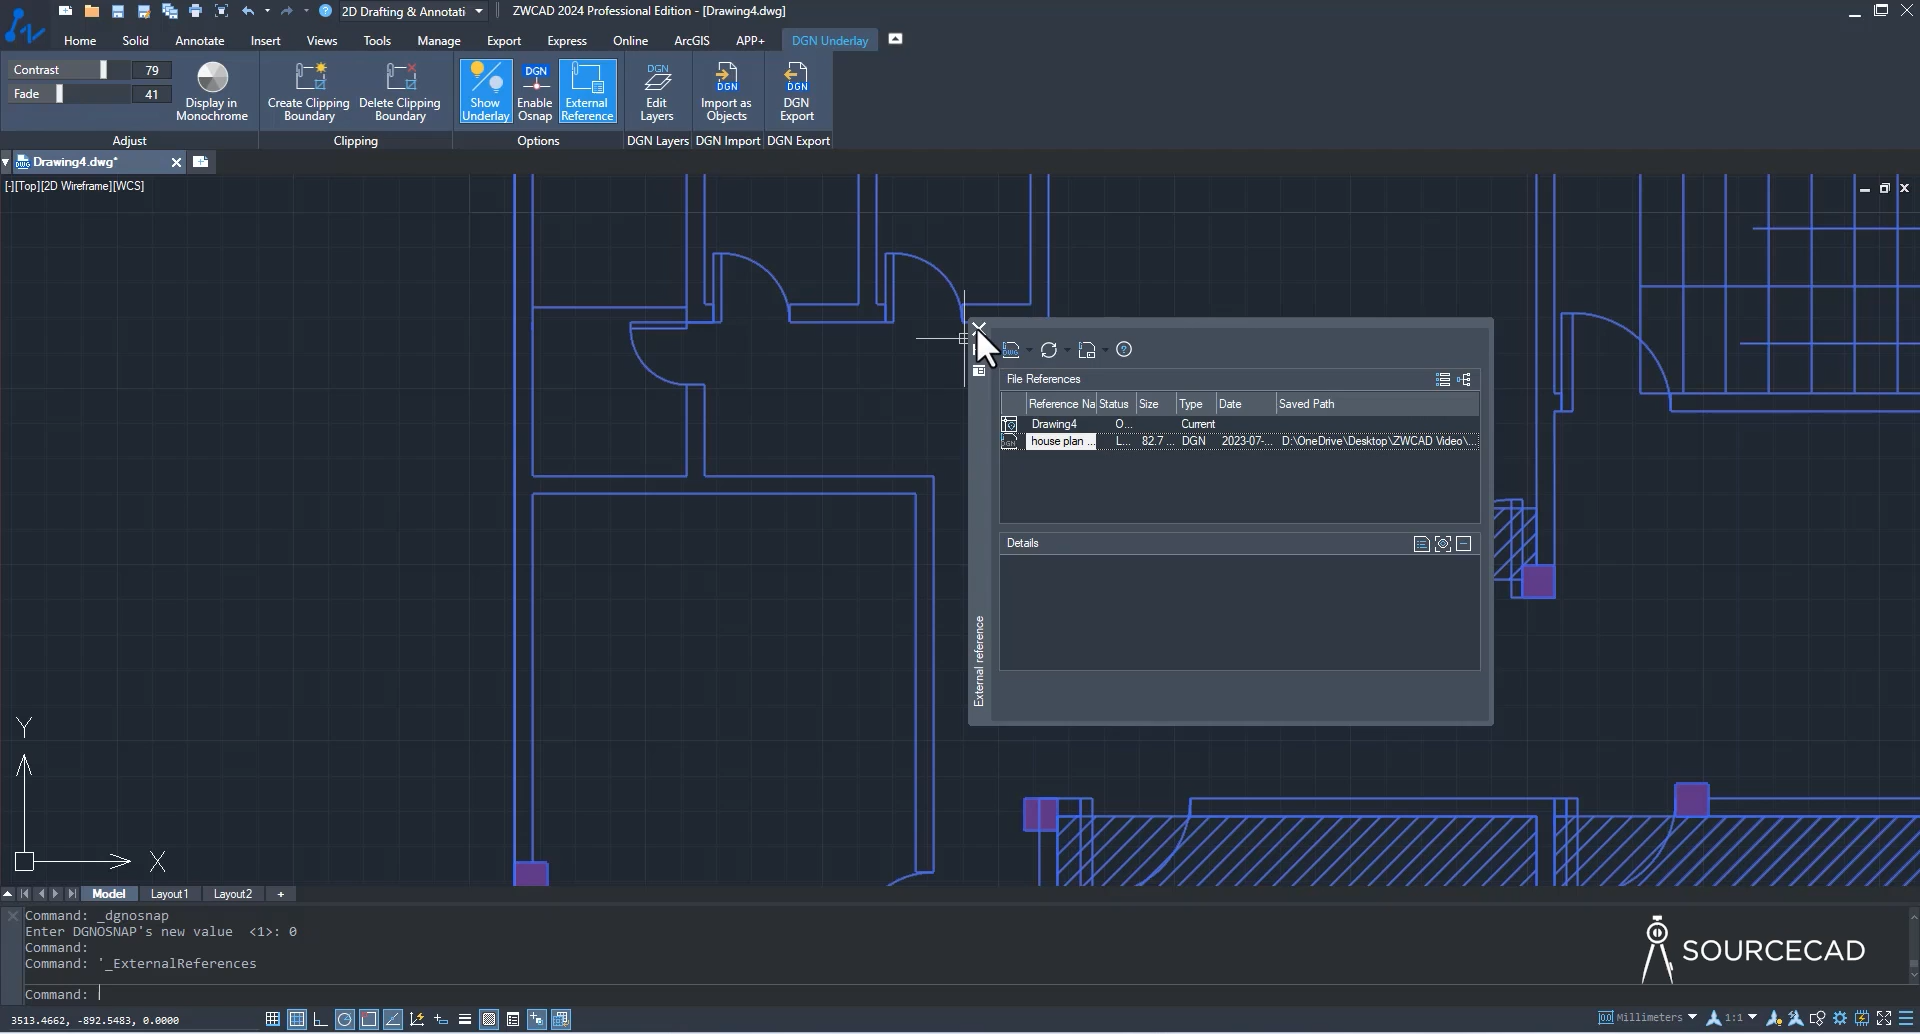 2D Drafting & Annotati
ZWCAD 2024 Professional Edition - [Drawing4.dwg]
Home
Solid
Annotate
Insert
Views
Tools
Manage
Export
Express
Online
ArcGIS
APP+
DGN Underlay
Contrast
79
Fade
41
Display in
Monochrome
Create Clipping
Boundary
Delete Clipping
Boundary
Show
Underlay
DGN
Enable
Osnap
External
Reference
DGN
Edit
Layers
DGN
Import as
Objects
DGN
DGN
Export
Adjust
Clipping
Options
DGN Layers
DGN Import
DGN Export
Drawing4.dwg*
[-][Top][2D Wireframe][WCS]
File References
Reference Na
Status
Size
Type
Date
Saved Path
Drawing4
O...
Current
house plan ...
L...
82.7 ...
DGN
2023-07-...
D:\OneDrive\Desktop\ZWCAD Video\...
Details
External reference
Y
X
Model
Layout1
Layout2
+
Command: _dgnosnap
Enter DGNOSNAP's new value <1>: 0
Command:
Command: '_ExternalReferences
Command:
SOURCECAD
3513.4662, -892.5483, 0.0000
Millimeters
1:1